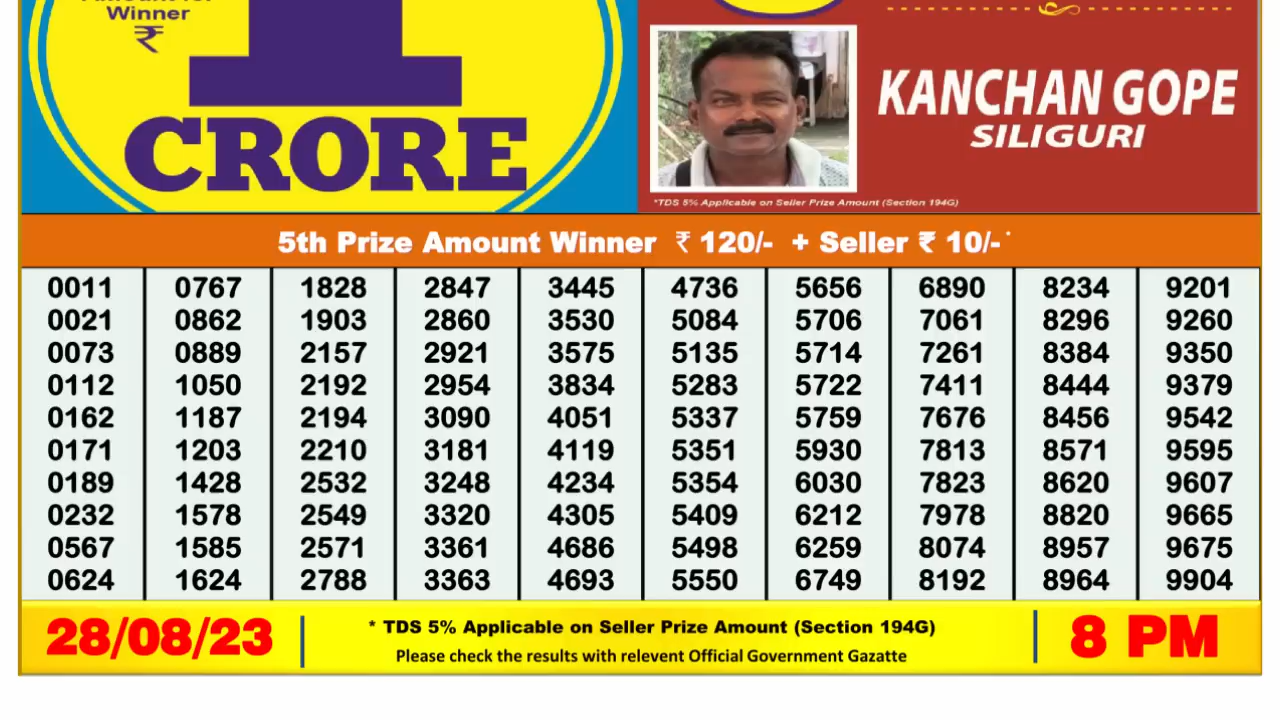 Winner
₹
1
CRORE
KANCHAN GOPE
SILIGURI
*TDS 5% Applicable on Seller Prize Amount (Section 194G)
5th Prize Amount Winner ₹ 120/- + Seller ₹ 10/-*
0011 0767 1828 2847 3445 4736 5656 6890 8234 9201
0021 0862 1903 2860 3530 5084 5706 7061 8296 9260
0073 0889 2157 2921 3575 5135 5714 7261 8384 9350
0112 1050 2192 2954 3834 5283 5722 7411 8444 9379
0162 1187 2194 3090 4051 5337 5759 7676 8456 9542
0171 1203 2210 3181 4119 5351 5930 7813 8571 9595
0189 1428 2532 3248 4234 5354 6030 7823 8620 9607
0232 1578 2549 3320 4305 5409 6212 7978 8820 9665
0567 1585 2571 3361 4686 5498 6259 8074 8957 9675
0624 1624 2788 3363 4693 5550 6749 8192 8964 9904
28/08/23
* TDS 5% Applicable on Seller Prize Amount (Section 194G)
Please check the results with relevent Official Government Gazatte
8 PM